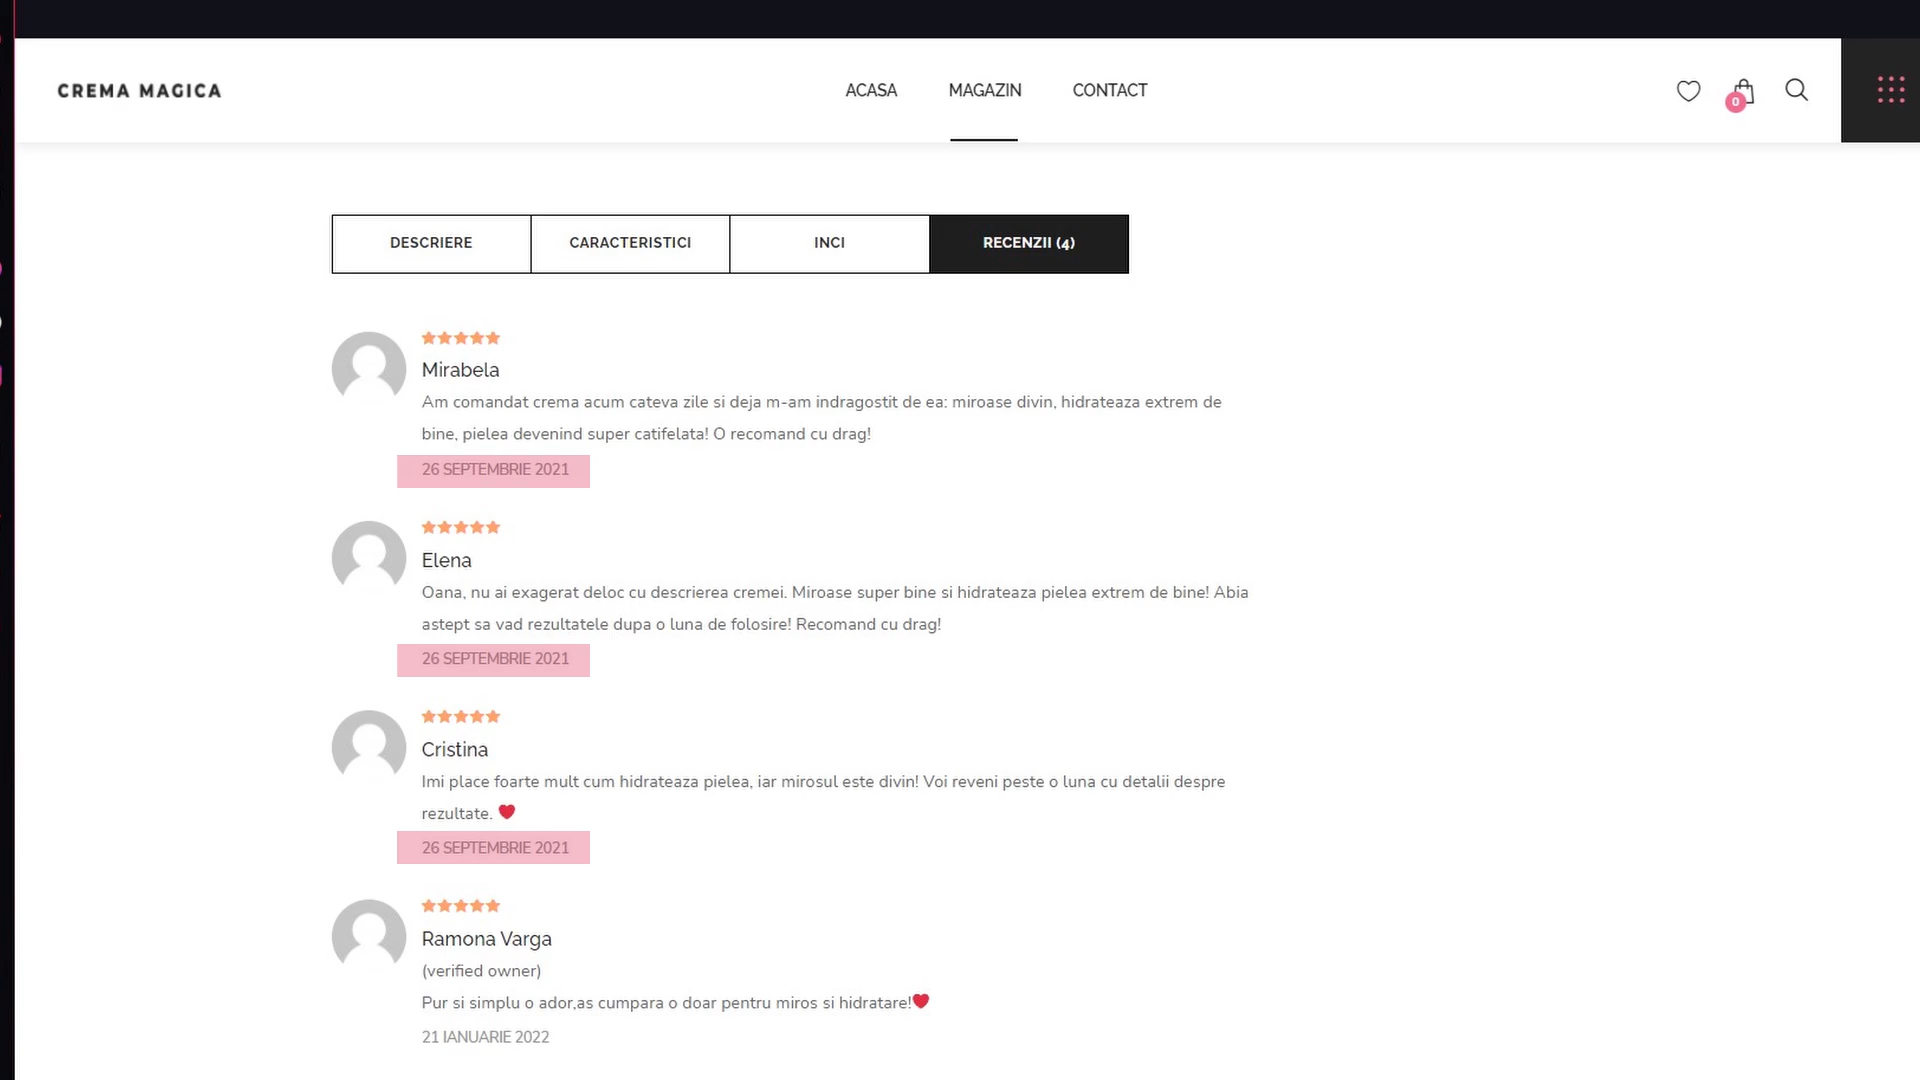 CREMA MAGICA
ACASA MAGAZIN CONTACT
0
DESCRIERE CARACTERISTICI INCI RECENZII (4)
Mirabela
Am comandat crema acum cateva zile si deja m-am indragostit de ea: miroase divin, hidrateaza extrem de
bine, pielea devenind super catifelata! O recomand cu drag!
26 SEPTEMBRIE 2021
Elena
Oana, nu ai exagerat deloc cu descrierea cremei. Miroase super bine si hidrateaza pielea extrem de bine! Abia
astept sa vad rezultatele dupa o luna de folosire! Recomand cu drag!
26 SEPTEMBRIE 2021
Cristina
Imi place foarte mult cum hidrateaza pielea, iar mirosul este divin! Voi reveni peste o luna cu detalii despre
rezultate. ❤
26 SEPTEMBRIE 2021
Ramona Varga
(verified owner)
Pur si simplu o ador,as cumpara o doar pentru miros si hidratare!❤
21 IANUARIE 2022